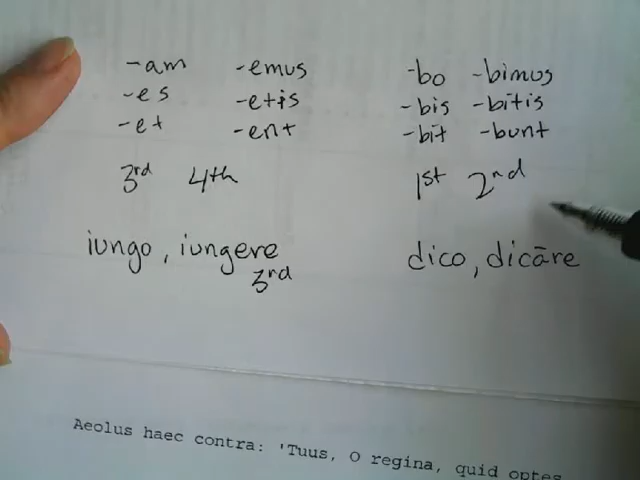 -am -emus -bo -bimus
-es -etis -bis -bitis
-et -ent -bit -bunt
3rd 4th 1st 2nd
iungo, iungere dico, dicāre
3rd
Aeolus haec contra: 'Tuus, O regina, quid optes